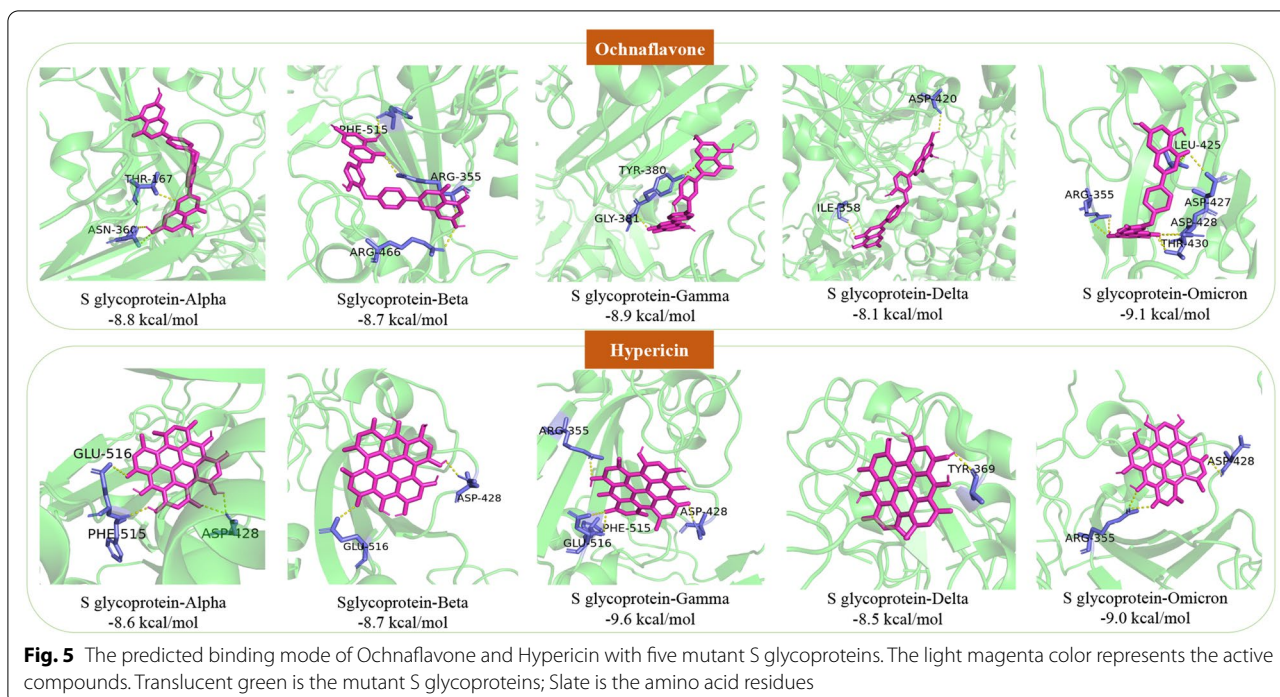 Ochnaflavone
THR-167
ASN-360
PHE-515
ARG-355
ARG-466
TYR-380
GLY-381
ASP-420
ILE-358
LEU-425
ARG-355
ASP-427
ASP-428
THR-430
S glycoprotein-Alpha
-8.8 kcal/mol
Sglycoprotein-Beta
-8.7 kcal/mol
S glycoprotein-Gamma
-8.9 kcal/mol
S glycoprotein-Delta
-8.1 kcal/mol
S glycoprotein-Omicron
-9.1 kcal/mol
Hypericin
GLU-516
PHE-515
ASP-428
ASP-428
GLU-516
ARG-355
PHE-515
ASP-428
GLU-516
TYR-369
ASP-428
ARG-355
S glycoprotein-Alpha
-8.6 kcal/mol
Sglycoprotein-Beta
-8.7 kcal/mol
S glycoprotein-Gamma
-9.6 kcal/mol
S glycoprotein-Delta
-8.5 kcal/mol
S glycoprotein-Omicron
-9.0 kcal/mol
Fig. 5 The predicted binding mode of Ochnaflavone and Hypericin with five mutant S glycoproteins. The light magenta color represents the active
compounds. Translucent green is the mutant S glycoproteins; Slate is the amino acid residues